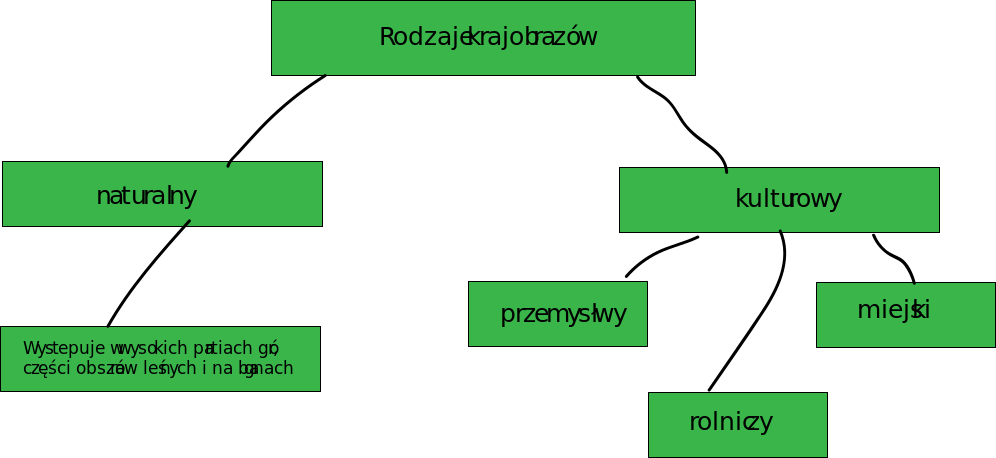 Rodzaje krajobrazów
naturalny
kulturowy
przemysłwy
miejski
Wystepuje w wysokich partiach gór,
części obszarów leśnych i na bagnach
rolniczy